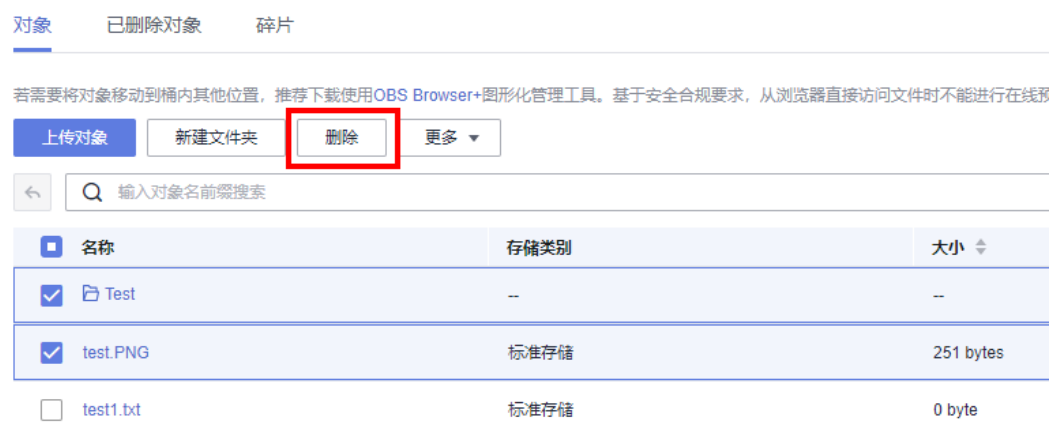 对象 已删除对象 碎片
若需要将对象移动到桶内其他位置，推荐下载使用OBS Browser+图形化管理工具。基于安全合规要求，从浏览器直接访问文件时不能进行在线预
上传对象 新建文件夹 删除 更多
输入对象名前缀搜索
名称 存储类别 大小
Test -- --
test.PNG 标准存储 251 bytes
test1.txt 标准存储 0 byte